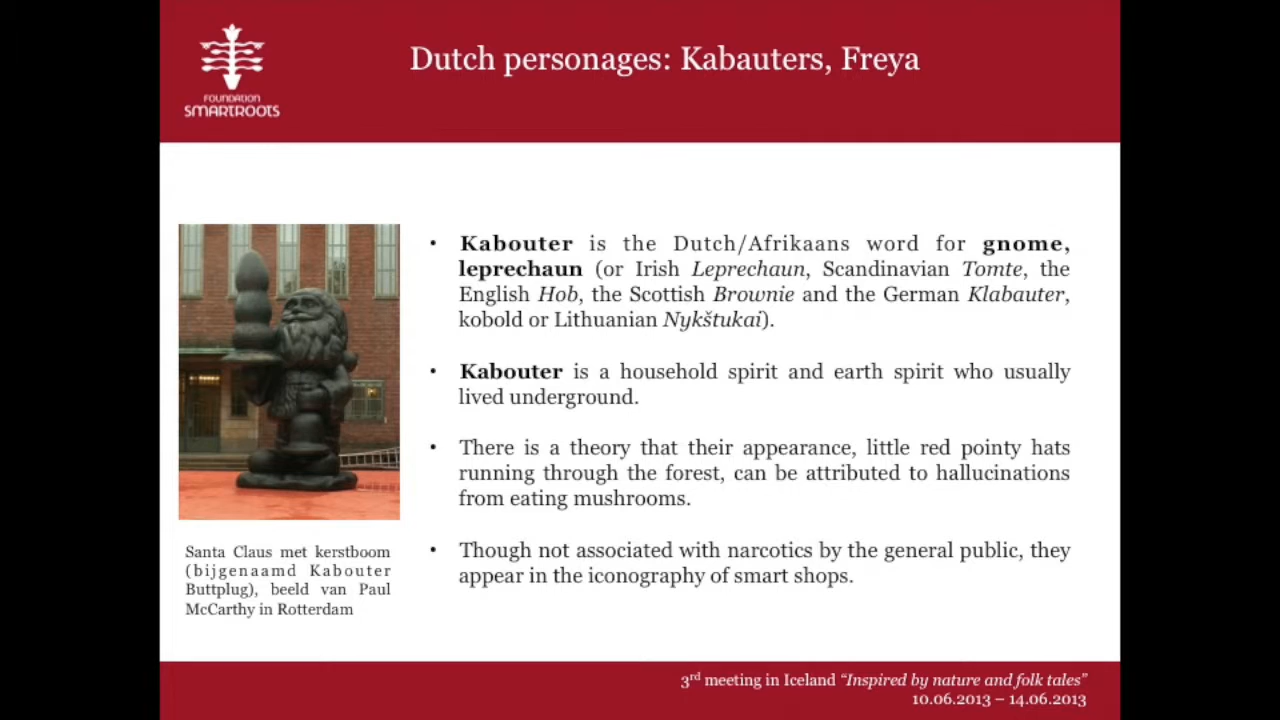 FOUNDATION
SMARTROOTS
Dutch personages: Kabauters, Freya
• Kabouter is the Dutch/Afrikaans word for gnome,
leprechaun (or Irish Leprechaun, Scandinavian Tomte, the
English Hob, the Scottish Brownie and the German Klabauter,
kobold or Lithuanian Nykštukai).
• Kabouter is a household spirit and earth spirit who usually
lived underground.
• There is a theory that their appearance, little red pointy hats
running through the forest, can be attributed to hallucinations
from eating mushrooms.
• Though not associated with narcotics by the general public, they
appear in the iconography of smart shops.
Santa Claus met kerstboom
(bijgenaamd Kabouter
Buttplug), beeld van Paul
McCarthy in Rotterdam
3rd meeting in Iceland “Inspired by nature and folk tales”
10.06.2013 – 14.06.2013